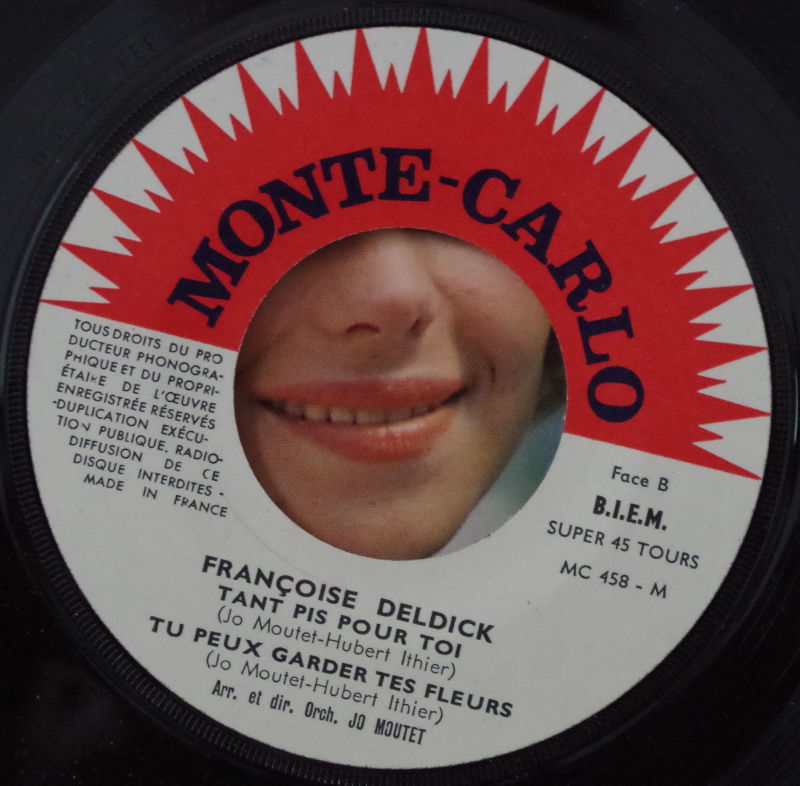 MONTE-CARLO
TOUS DROITS DU PRO
DUCTEUR PHONOGRA-
PHIQUE ET DU PROPRI-
ÉTAIRE DE L'ŒUVRE
ENREGISTRÉE RÉSERVÉS
-DUPLICATION EXÉCU-
TION PUBLIQUE. RADIO-
DIFFUSION DE CE
DISQUE INTERDITES -
MADE IN FRANCE
Face B
B.I.E.M.
SUPER 45 TOURS
MC 458 - M
FRANÇOISE DELDICK
TANT PIS POUR TOI
(Jo Moutet-Hubert Ithier)
TU PEUX GARDER TES FLEURS
(Jo Moutet-Hubert Ithier)
Arr. et dir. Orch. JO MOUTET